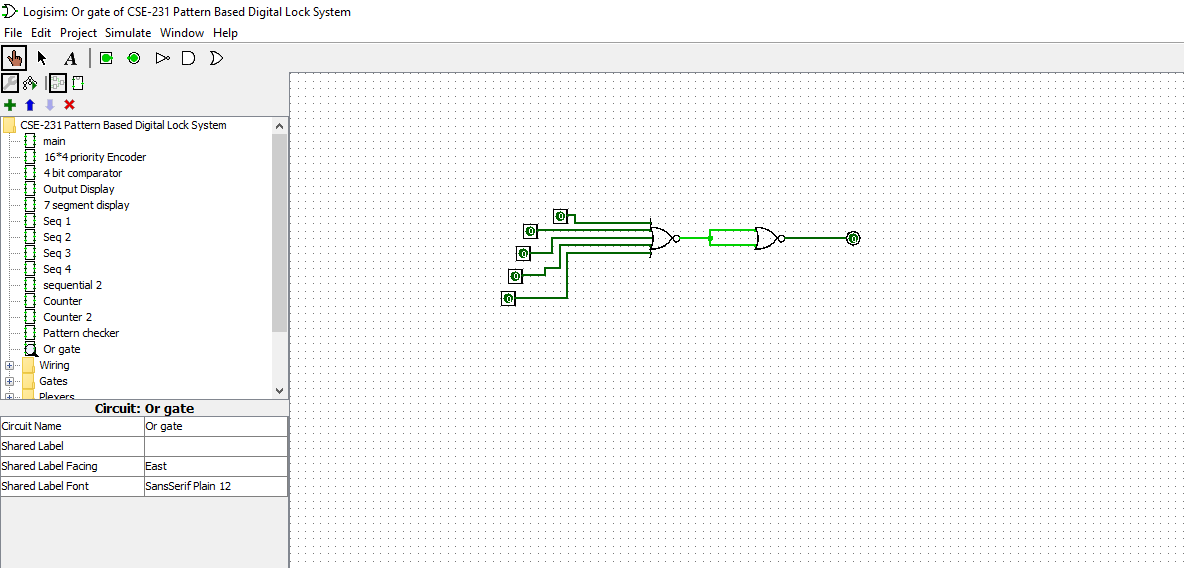 Logisim: Or gate of CSE-231 Pattern Based Digital Lock System
File Edit Project Simulate Window Help
A
CSE-231 Pattern Based Digital Lock System
main
16*4 priority Encoder
4 bit comparator
Output Display
7 segment display
Seq 1
Seq 2
Seq 3
Seq 4
sequential 2
Counter
Counter 2
Pattern checker
Or gate
Wiring
Gates
Plexers
Circuit: Or gate
Circuit Name Or gate
Shared Label
Shared Label Facing East
Shared Label Font SansSerif Plain 12
0
0
0
0
0
0